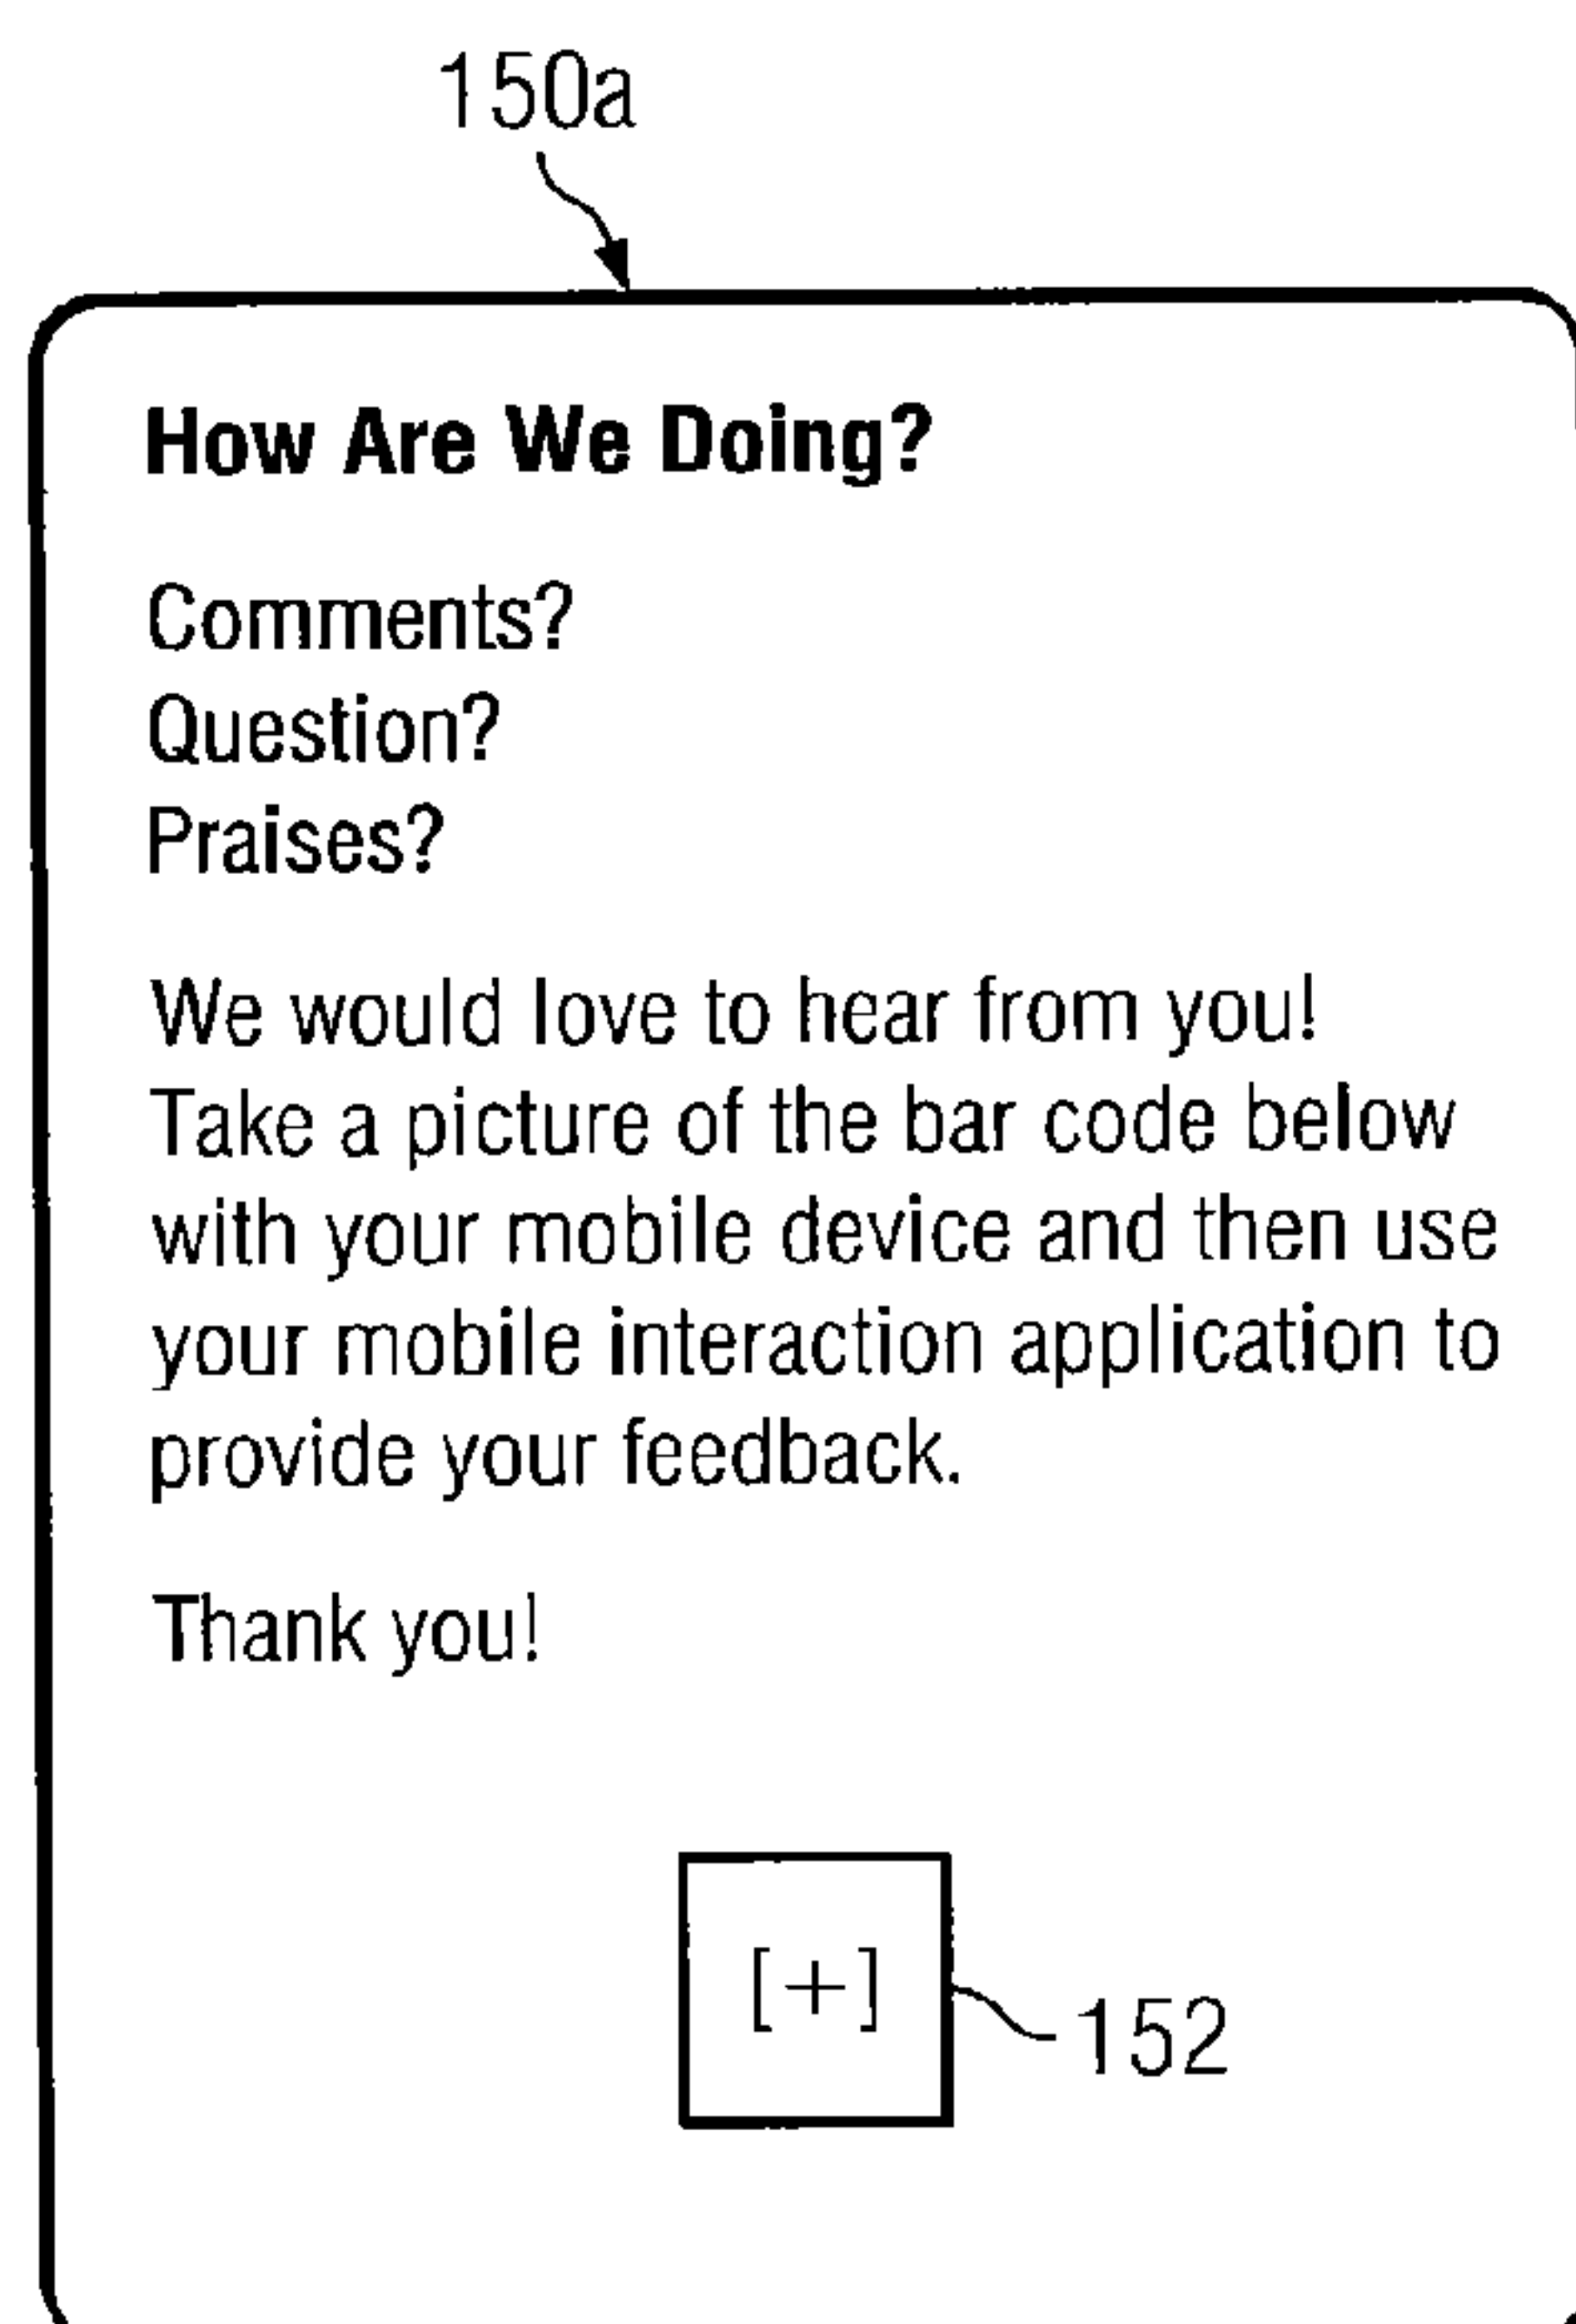 150a
How Are We Doing?
Comments?
Question?
Praises?
We would love to hear from you!
Take a picture of the bar code below
with your mobile device and then use
your mobile interaction application to
provide your feedback.
Thank you!
[+]
152